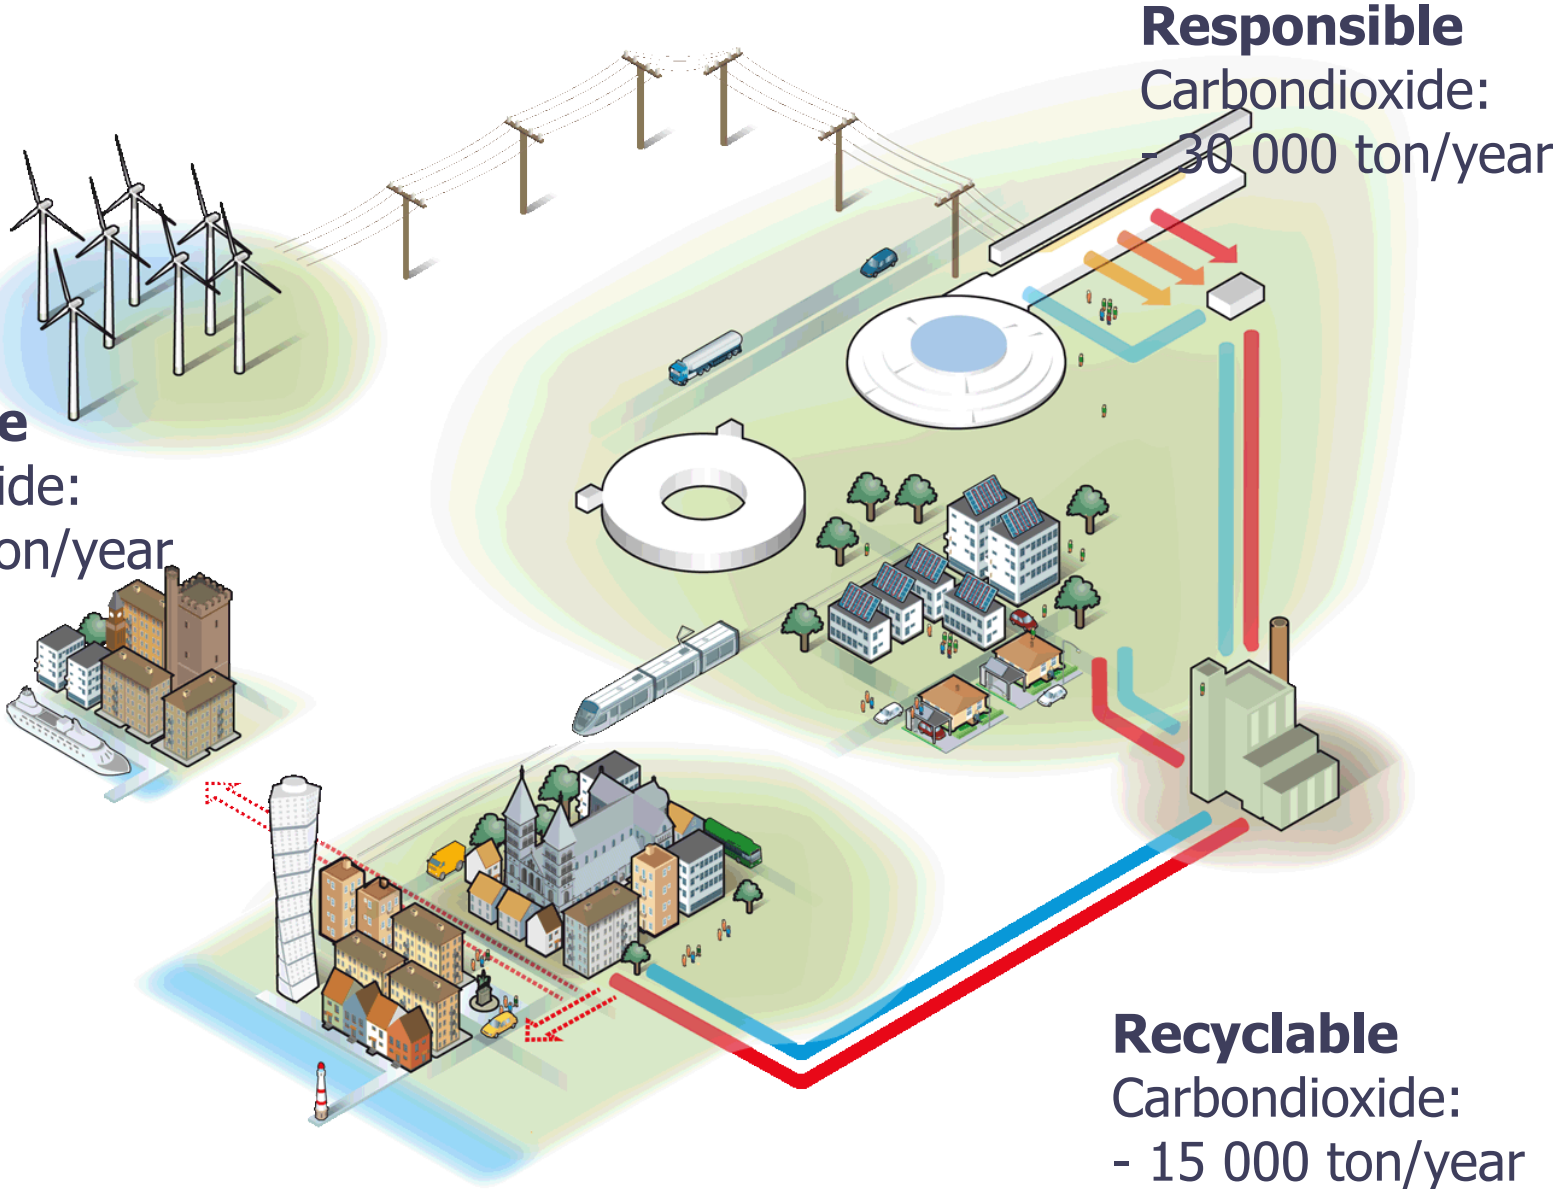 Responsible
Carbondioxide:
- 30 000 ton/year
e
ide:
on/year
Recyclable
Carbondioxide:
- 15 000 ton/year